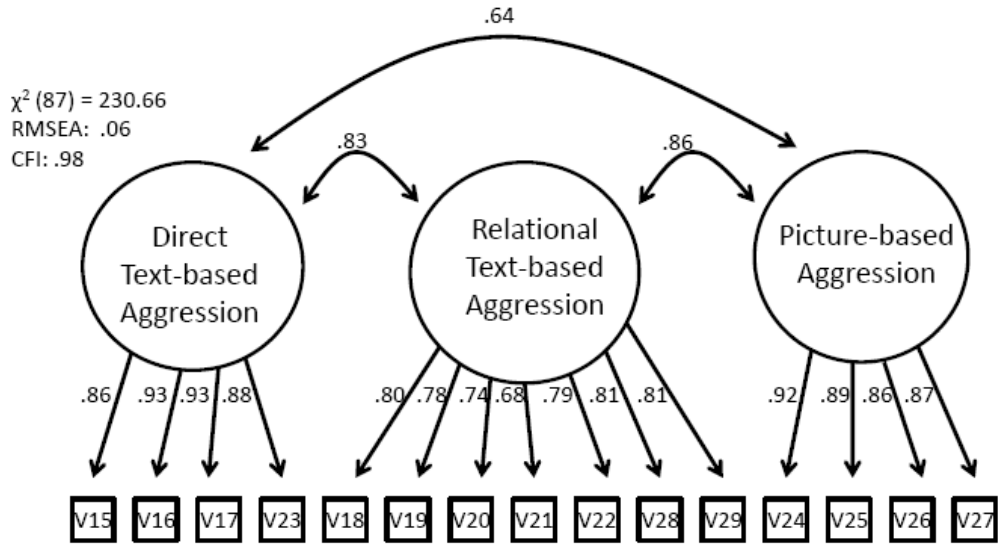 .64
χ² (87) = 230.66
RMSEA: .06
CFI: .98
.83
.86
Direct
Text-based
Aggression
Relational
Text-based
Aggression
Picture-based
Aggression
.86 .93 .93 .88
.80 .78 .74 .68 .79 .81 .81
.92 .89 .86 .87
V15 V16 V17 V23 V18 V19 V20 V21 V22 V28 V29 V24 V25 V26 V27